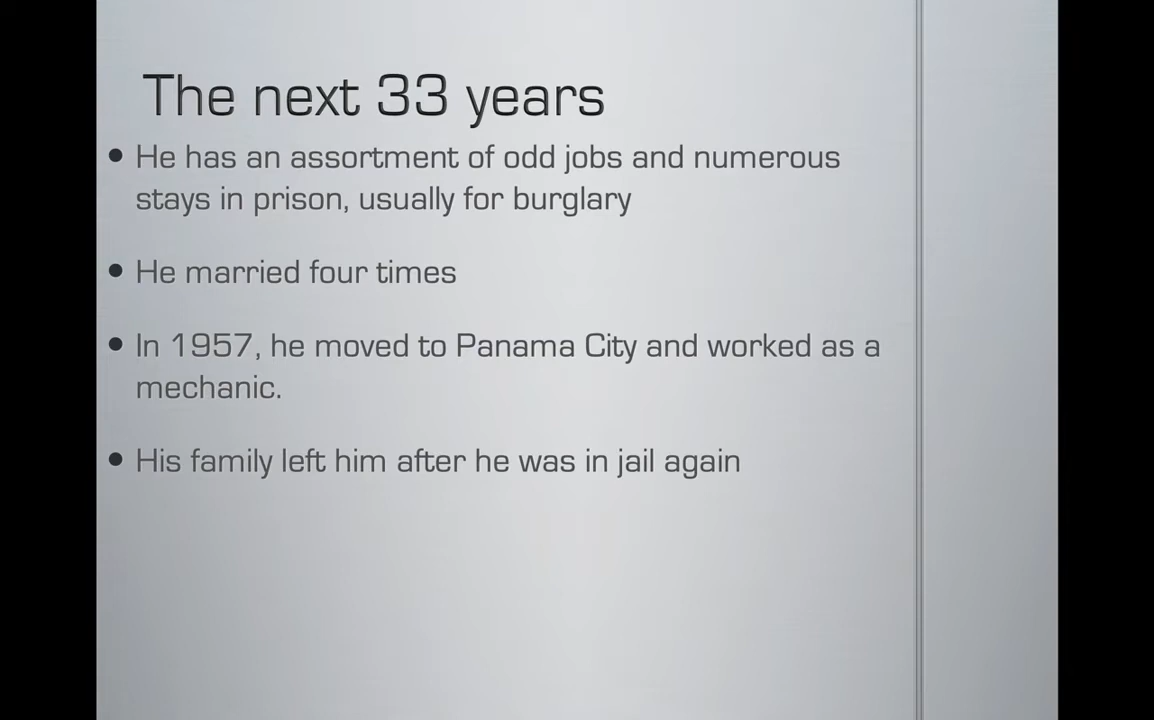 The next 33 years
• He has an assortment of odd jobs and numerous
stays in prison, usually for burglary
• He married four times
• In 1957, he moved to Panama City and worked as a
mechanic.
• His family left him after he was in jail again